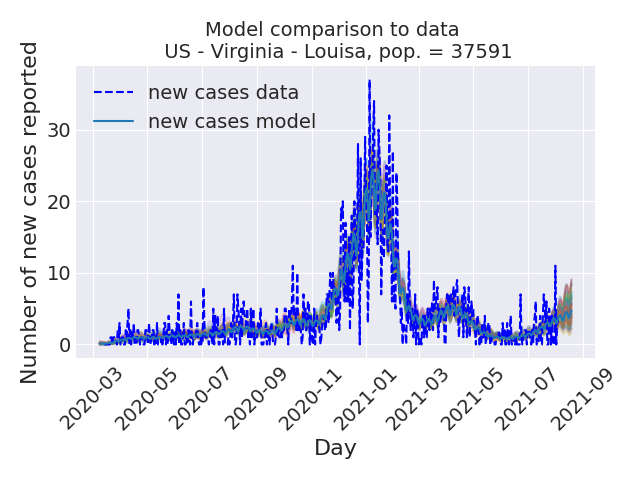 Model comparison to data
US - Virginia - Louisa, pop. = 37591
Number of new cases reported
30
20
10
0
new cases data
new cases model
2020-03
2020-05
2020-07
2020-09
2020-11
2021-01
2021-03
2021-05
2021-07
2021-09
Day